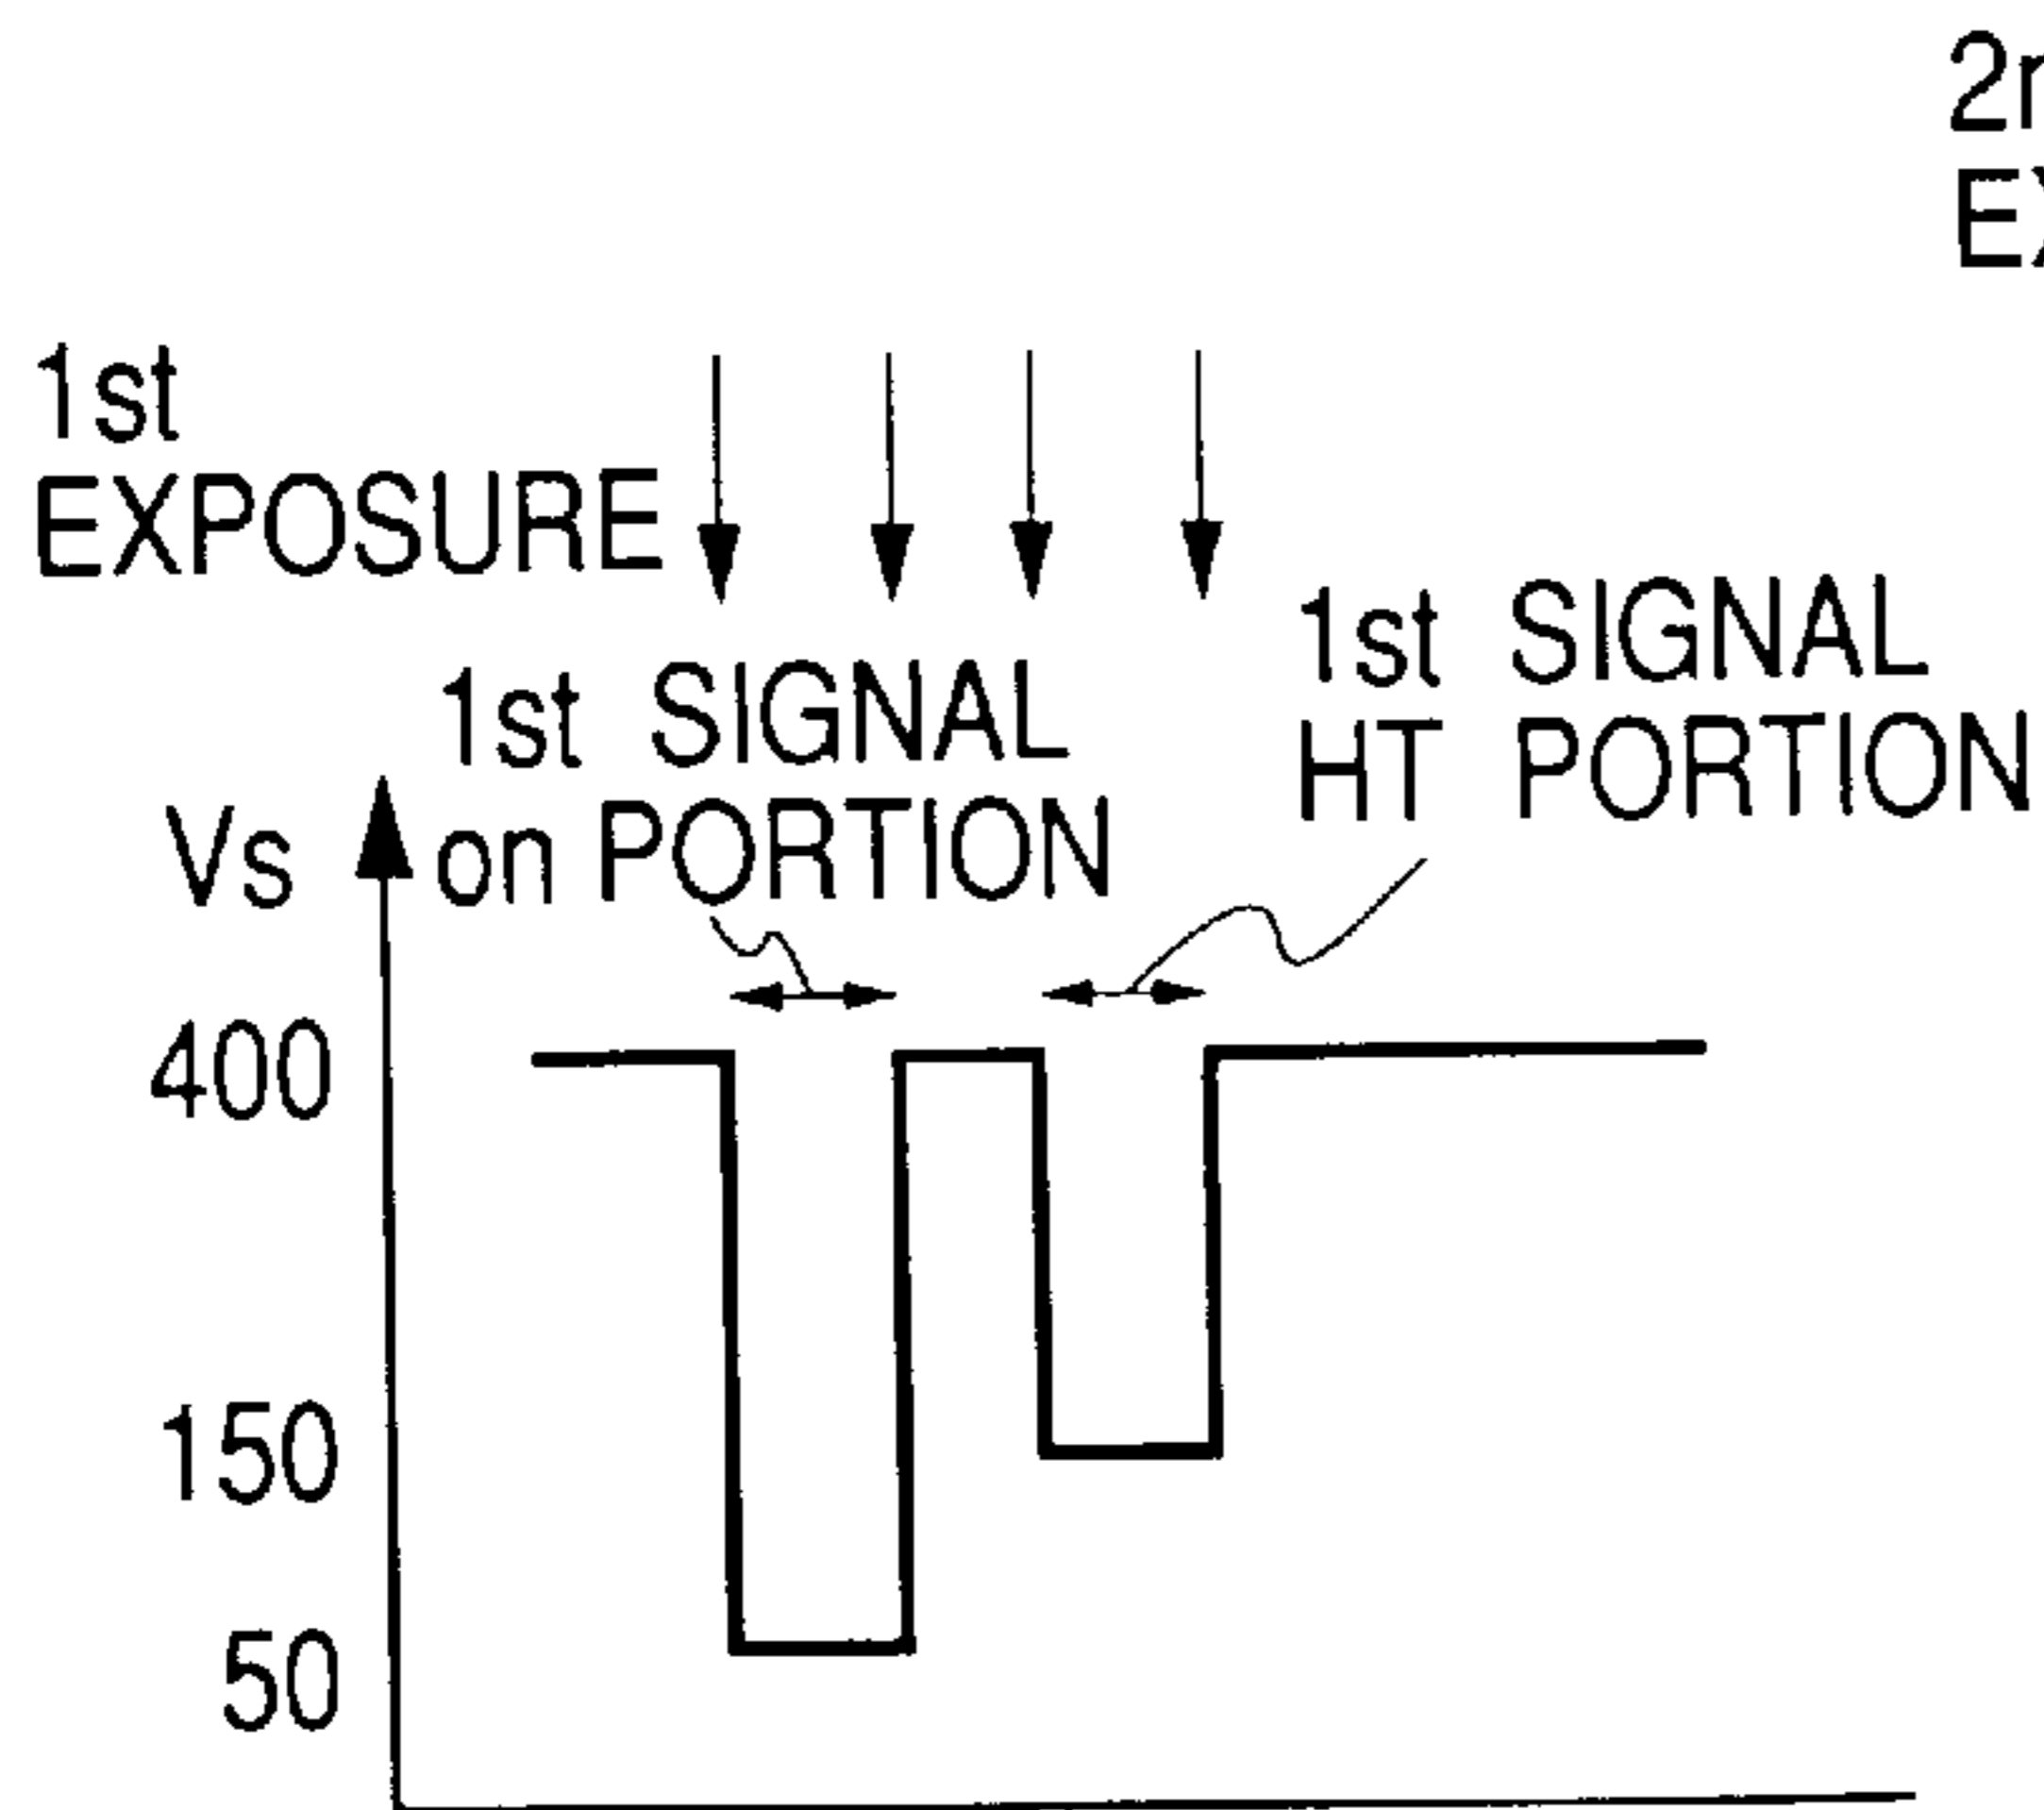 1st
EXPOSURE
1st SIGNAL
on PORTION
1st SIGNAL
HT PORTION
Vs
400
150
50